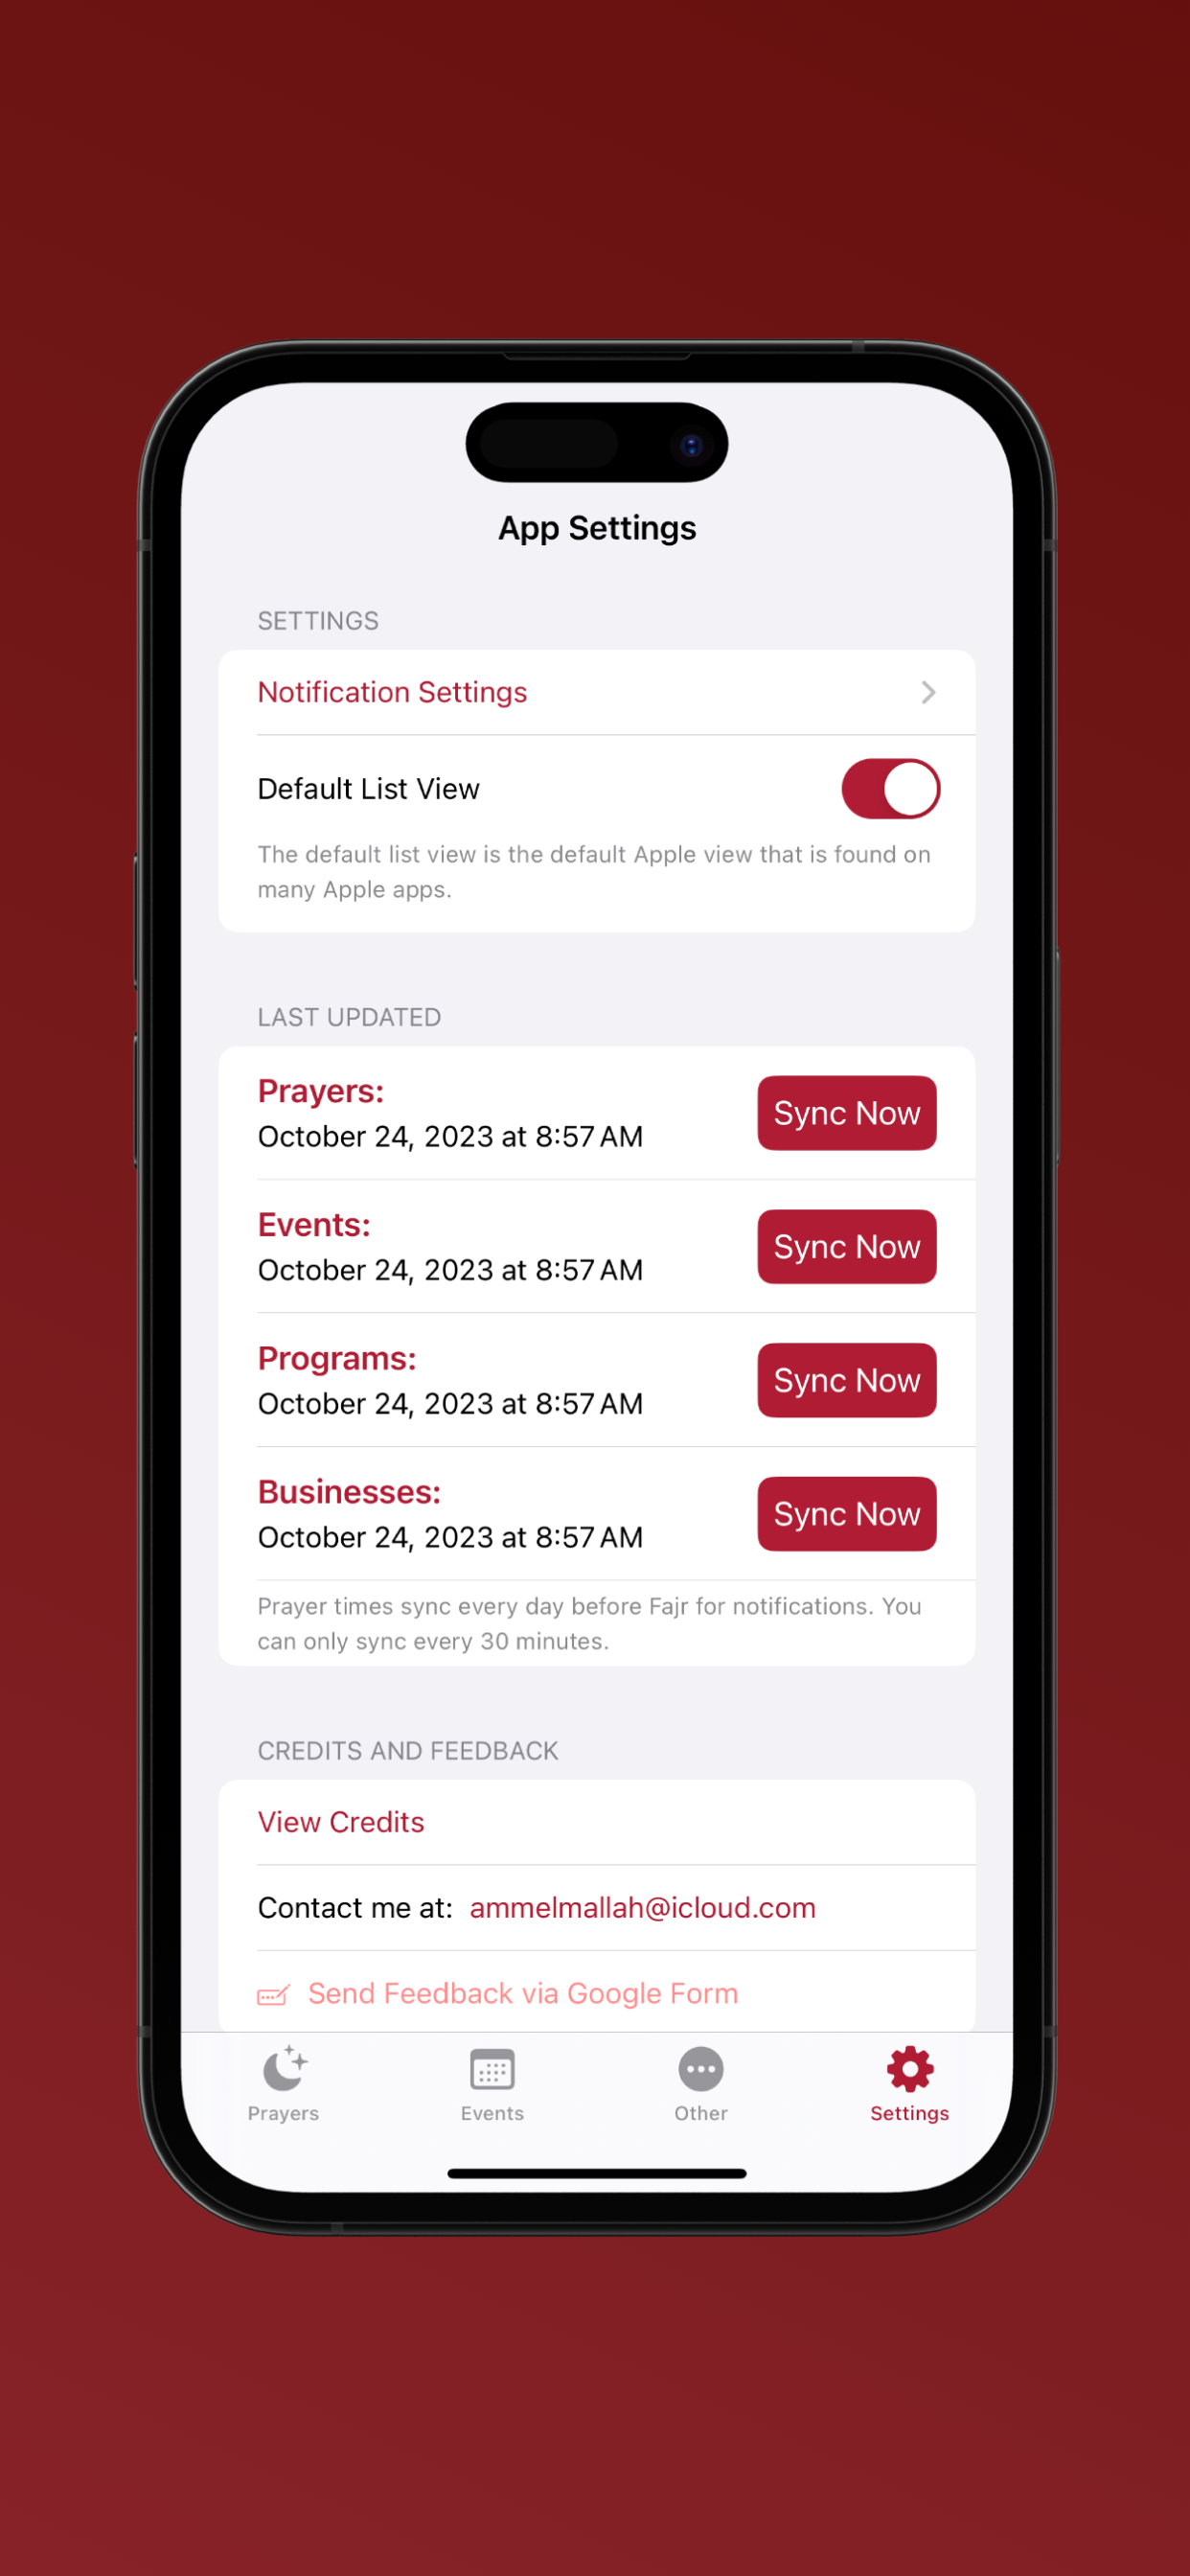 App Settings
SETTINGS
Notification Settings
Default List View
The default list view is the default Apple view that is found on
many Apple apps.
LAST UPDATED
Prayers:
October 24, 2023 at 8:57 AM
Sync Now
Events:
October 24, 2023 at 8:57 AM
Sync Now
Programs:
October 24, 2023 at 8:57 AM
Sync Now
Businesses:
October 24, 2023 at 8:57 AM
Sync Now
Prayer times sync every day before Fajr for notifications. You
can only sync every 30 minutes.
CREDITS AND FEEDBACK
View Credits
Contact me at: ammelmallah@icloud.com
Send Feedback via Google Form
Prayers
Events
Other
Settings